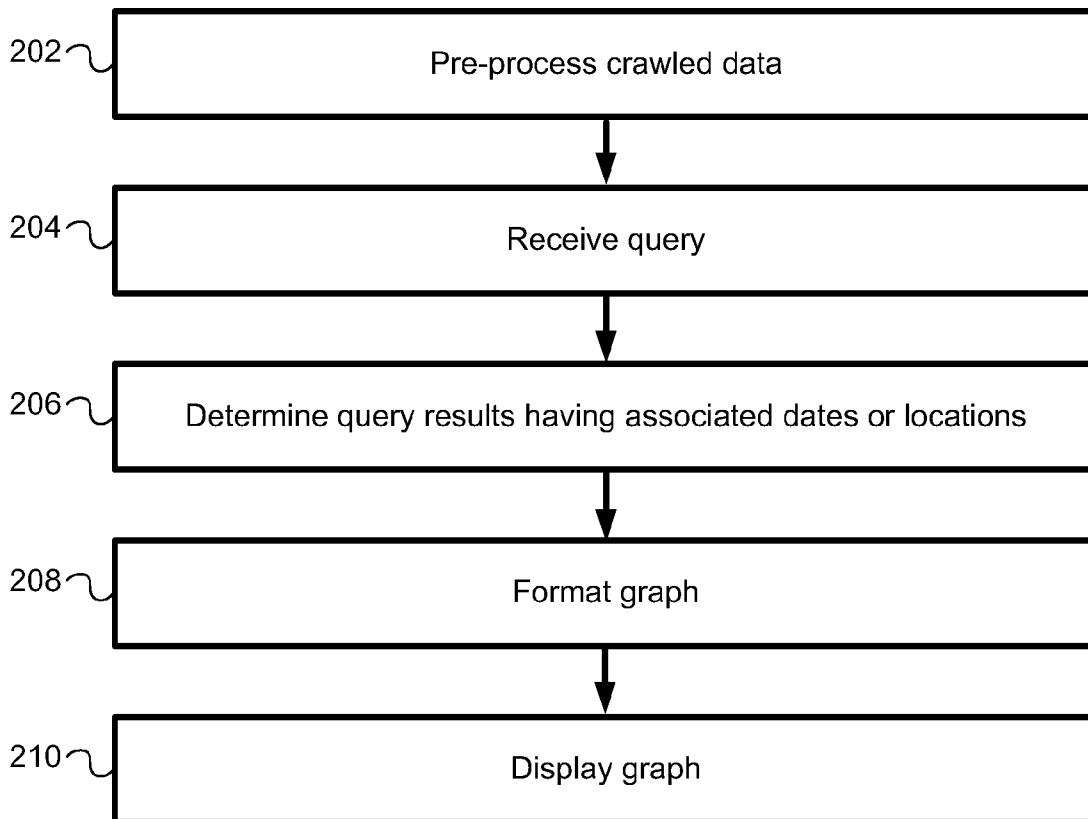 202
Pre-process crawled data
204
Receive query
206
Determine query results having associated dates or locations
208
Format graph
210
Display graph